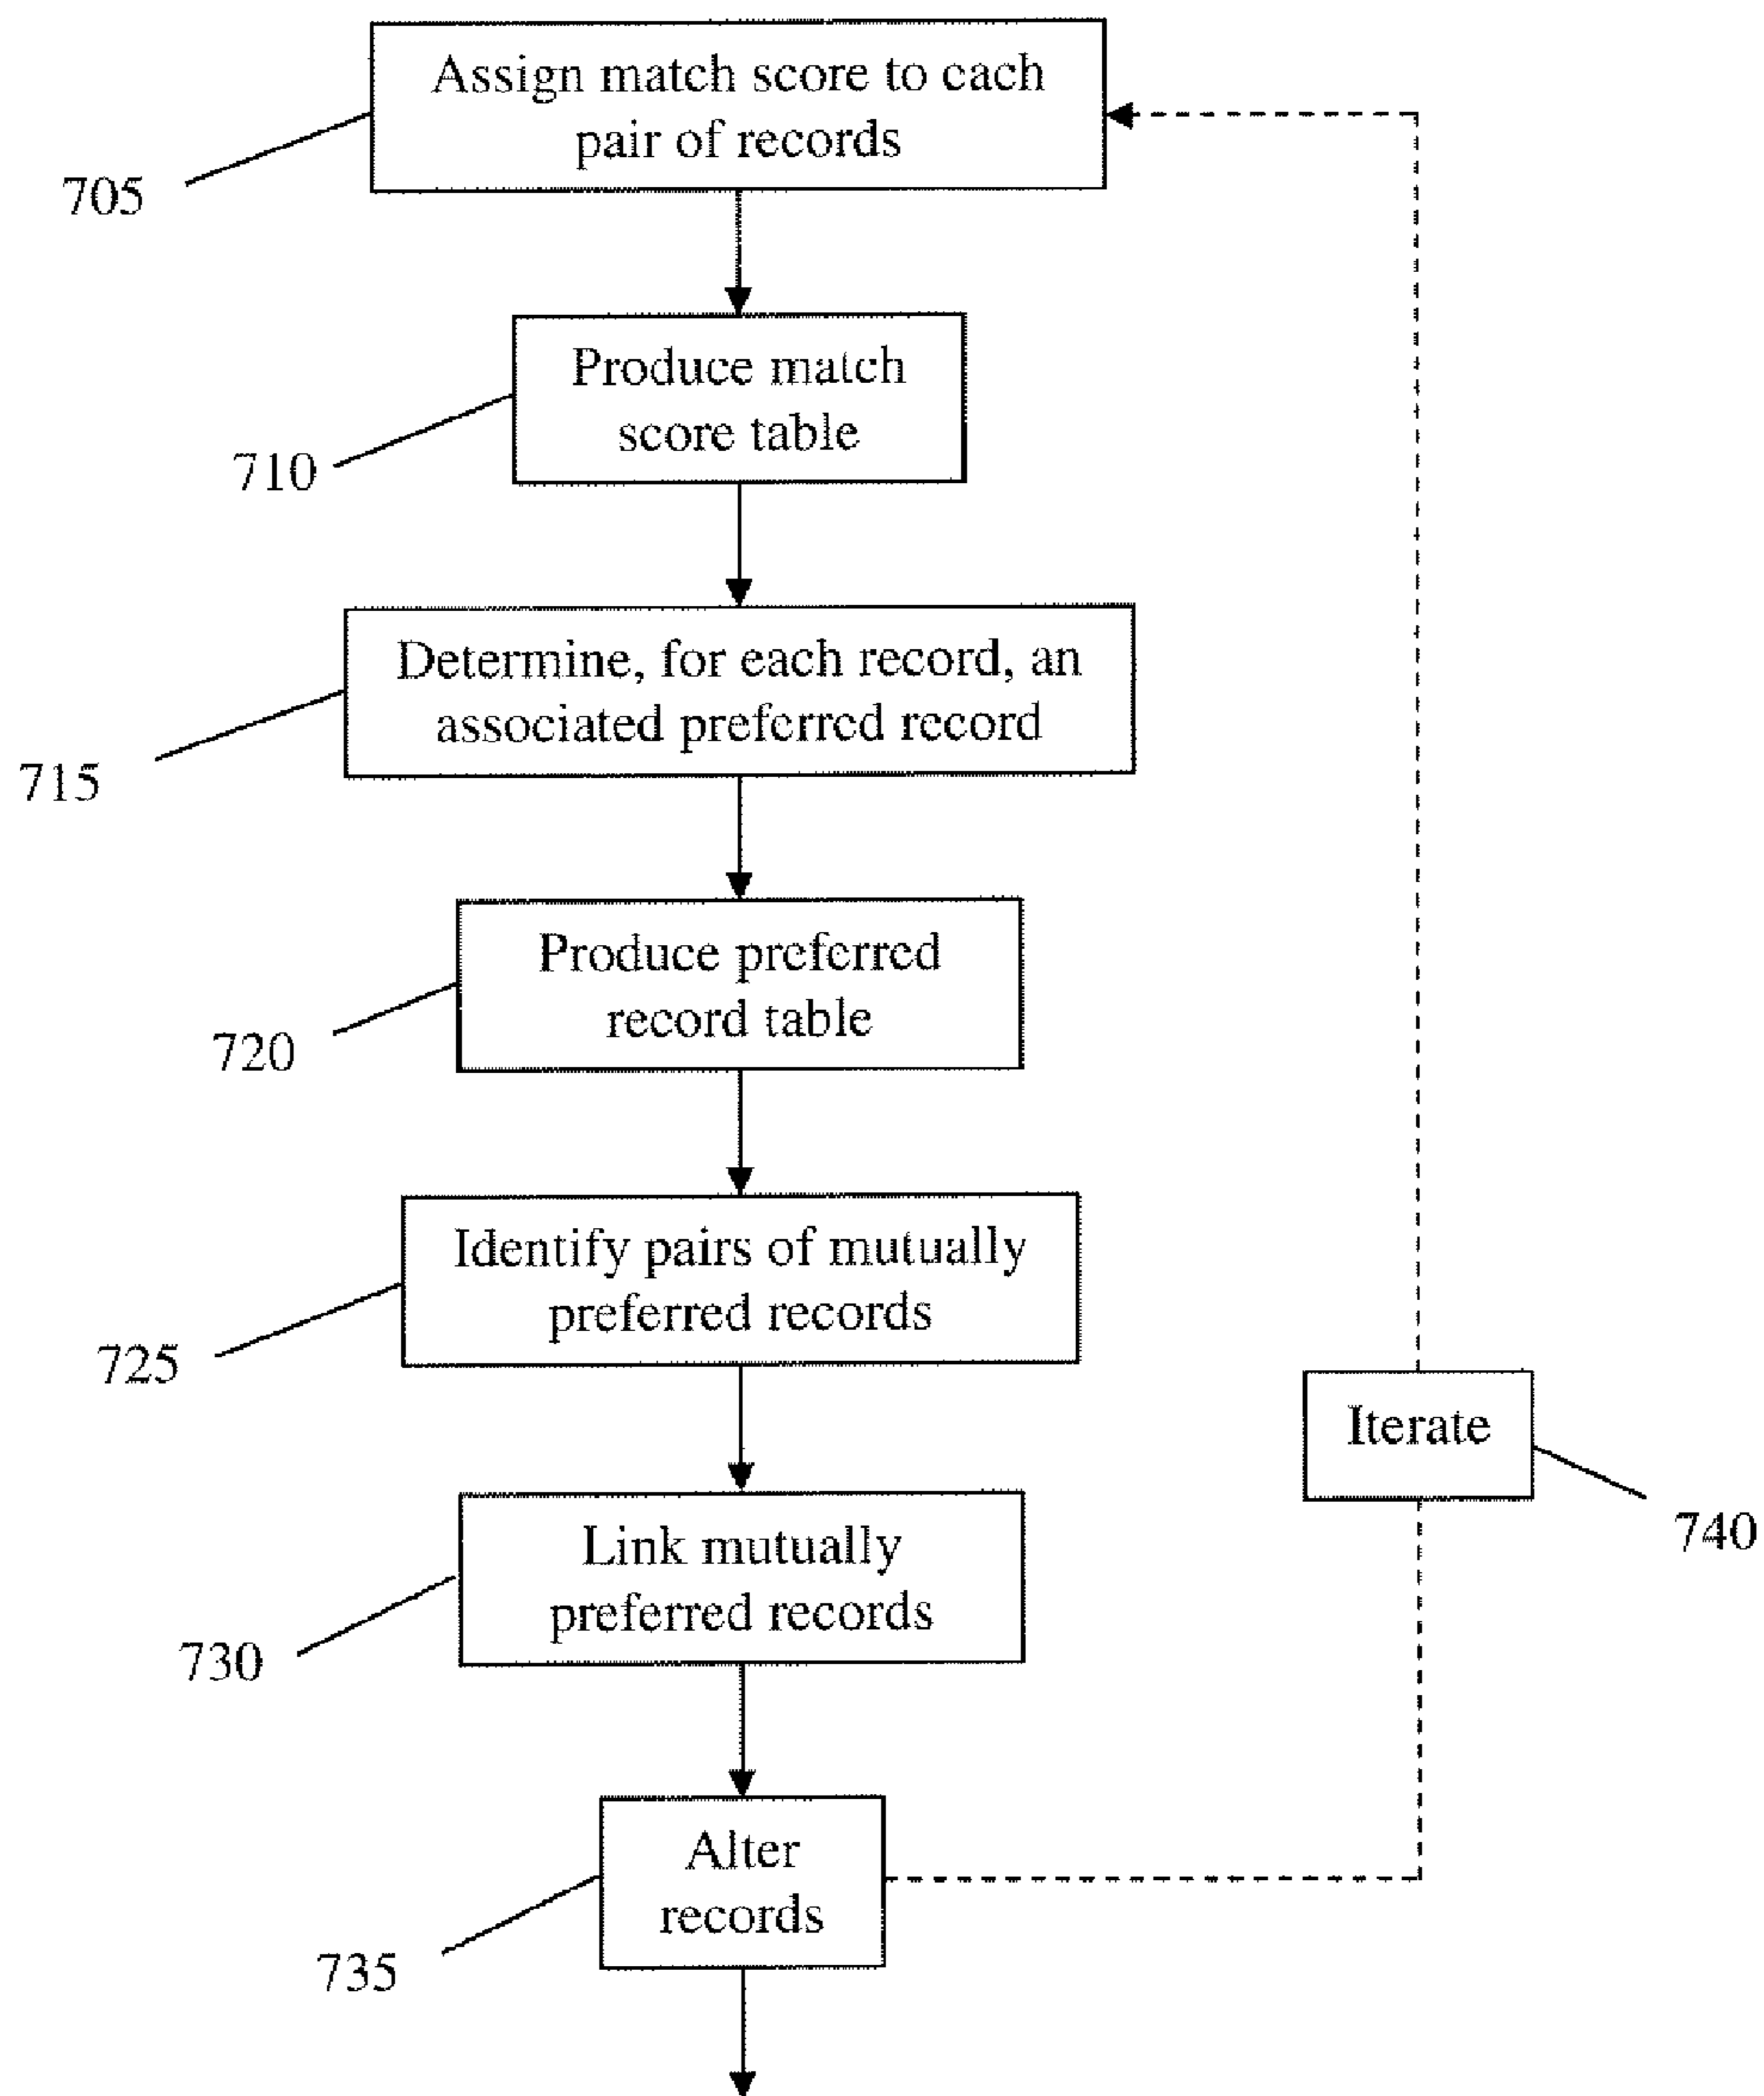 Assign match score to each
pair of records
705
Produce match
score table
710
Determine, for each record, an
associated preferred record
715
Produce preferred
record table
720
Identify pairs of mutually
preferred records
725
Iterate
740
Link mutually
preferred records
730
Alter
records
735